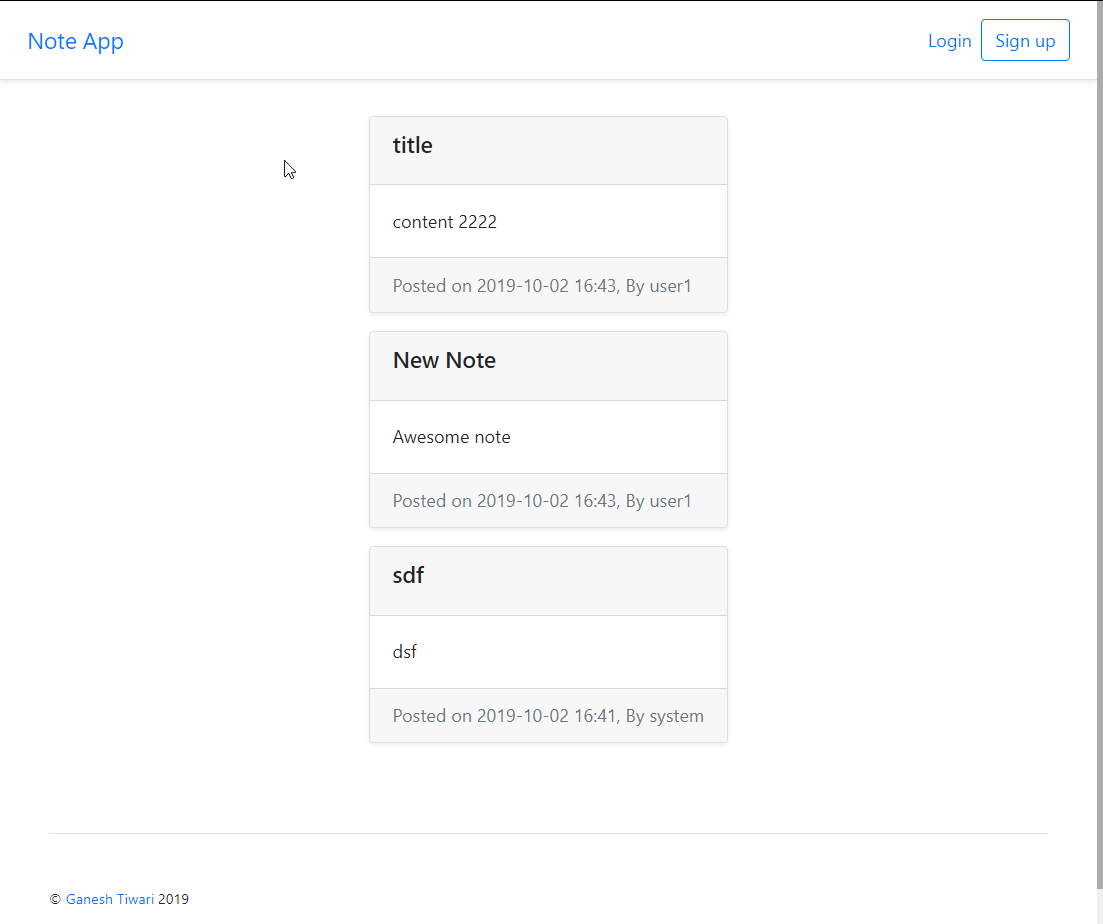 Note App
Login Sign up
title
content 2222
Posted on 2019-10-02 16:43, By user1
New Note
Awesome note
Posted on 2019-10-02 16:43, By user1
sdf
dsf
Posted on 2019-10-02 16:41, By system
© Ganesh Tiwari 2019